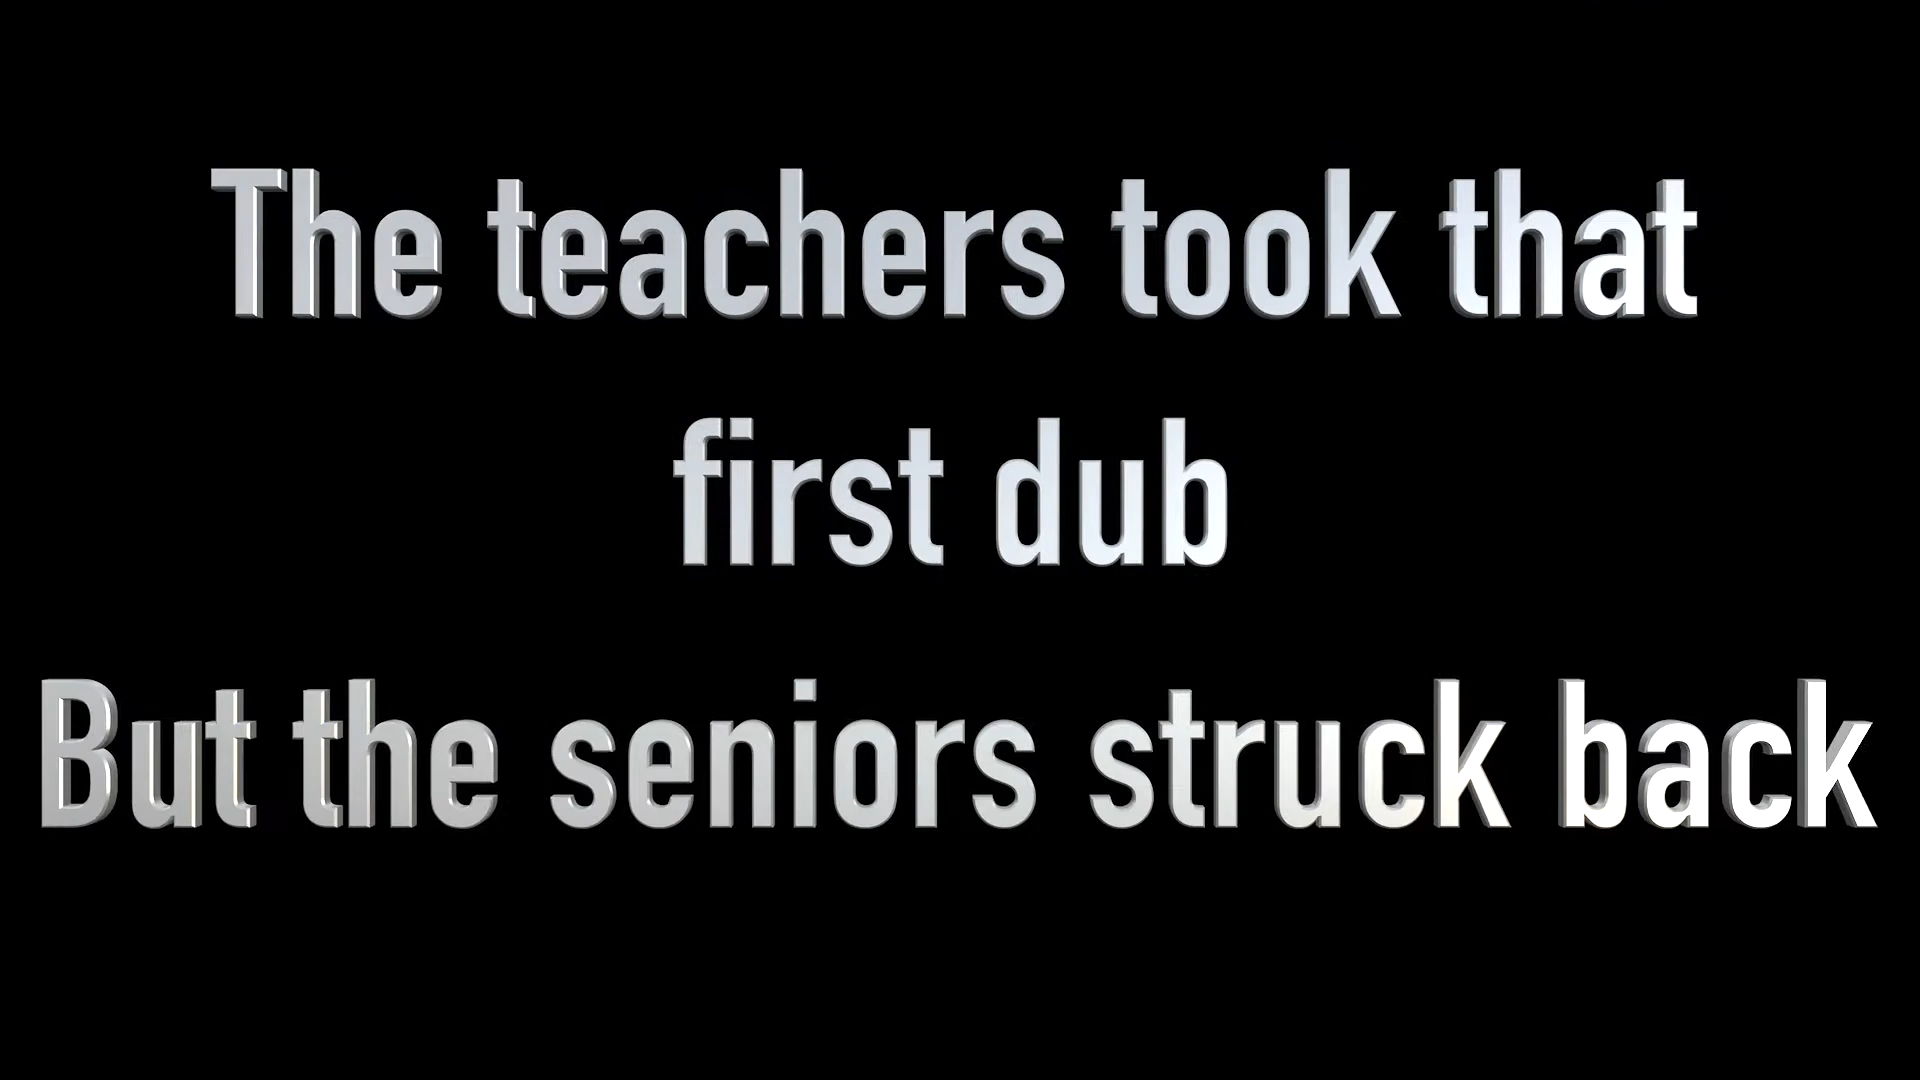 The teachers took that
first dub
But the seniors struck back